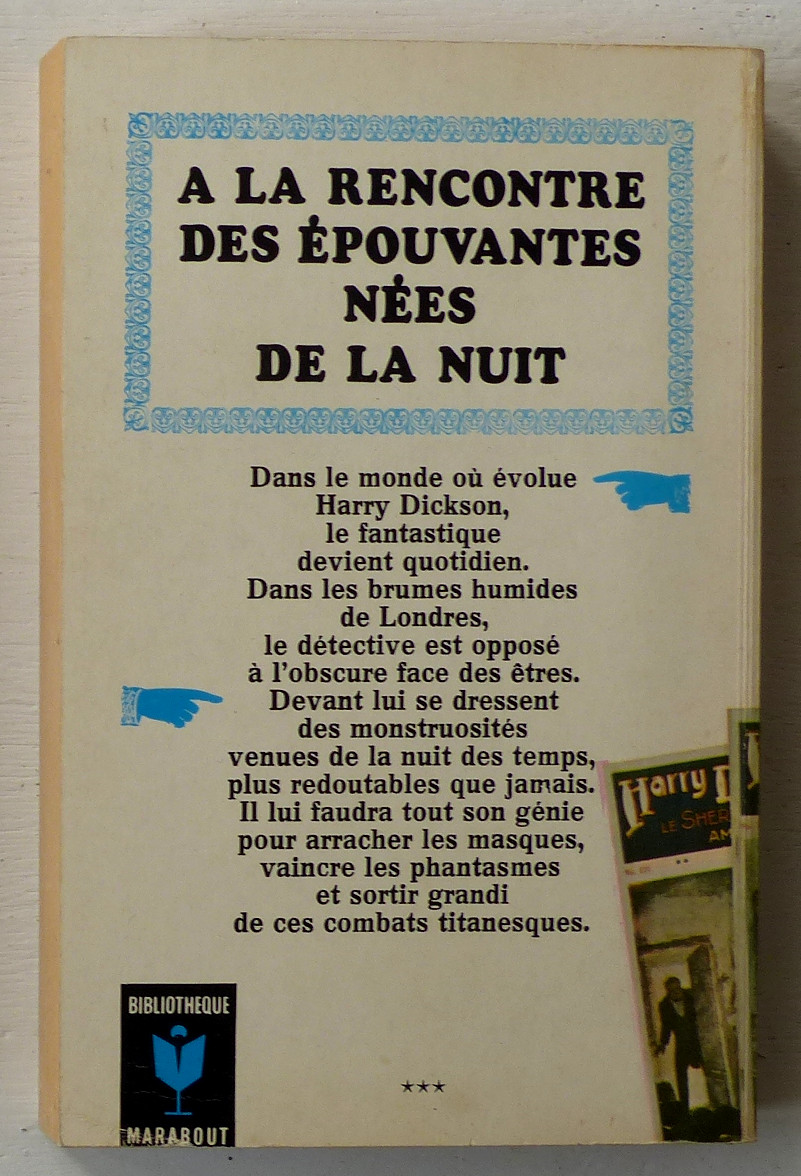 A LA RENCONTRE
DES ÉPOUVANTES
NÉES
DE LA NUIT
Dans le monde où évolue
Harry Dickson,
le fantastique
devient quotidien.
Dans les brumes humides
de Londres,
le détective est opposé
à l'obscure face des êtres.
Devant lui se dressent
des monstruosités
venues de la nuit des temps,
plus redoutables que jamais.
Il lui faudra tout son génie
pour arracher les masques,
vaincre les phantasmes
et sortir grandi
de ces combats titanesques.
Harry D
LE SHER
AM
BIBLIOTHEQUE
MARABOUT
***